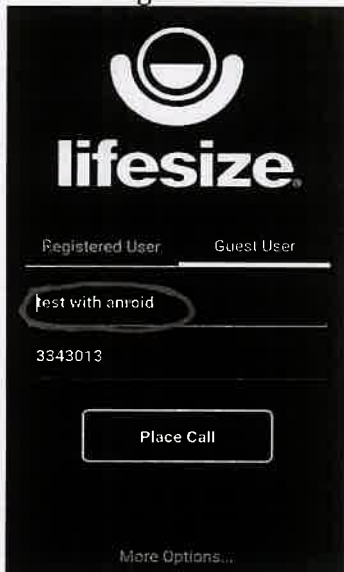 lifesize.
Registered User Guest User
test with anroid
3343013
Place Call
More Options...